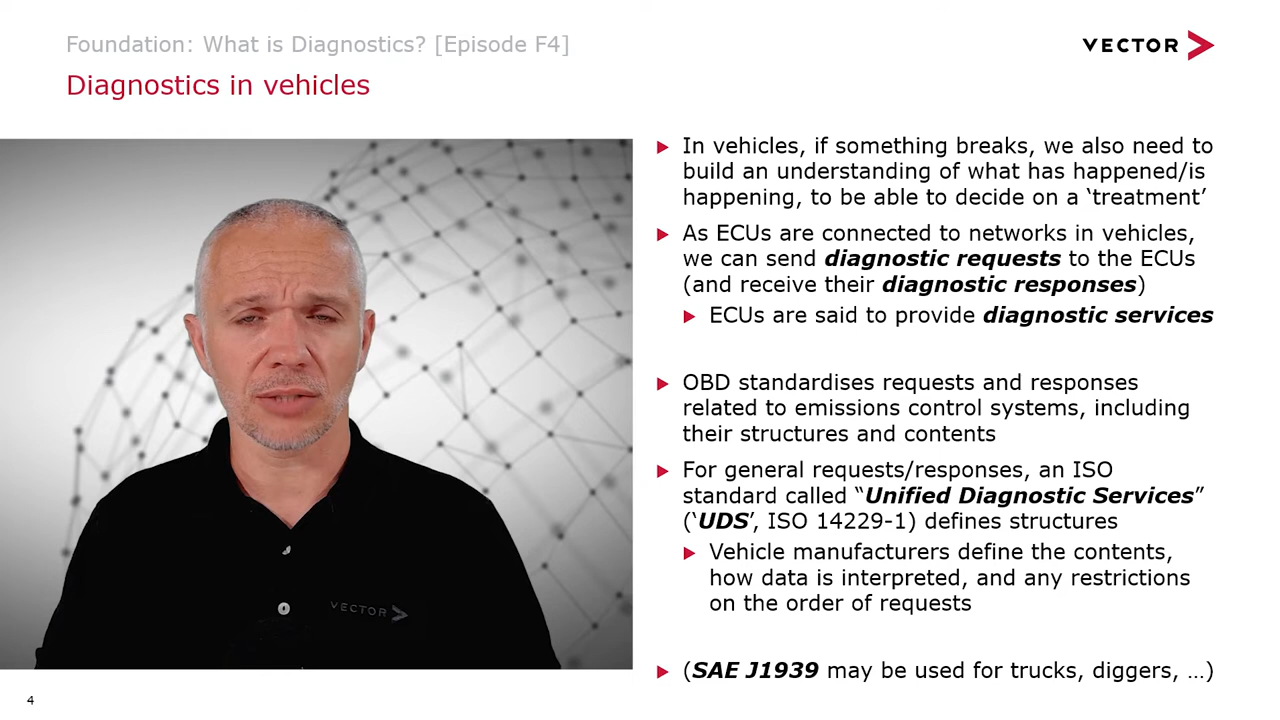 Foundation: What is Diagnostics? [Episode F4]
VECTOR
Diagnostics in vehicles
In vehicles, if something breaks, we also need to
build an understanding of what has happened/is
happening, to be able to decide on a ‘treatment’
As ECUs are connected to networks in vehicles,
we can send diagnostic requests to the ECUs
(and receive their diagnostic responses)
ECUs are said to provide diagnostic services
OBD standardises requests and responses
related to emissions control systems, including
their structures and contents
For general requests/responses, an ISO
standard called “Unified Diagnostic Services”
(‘UDS’, ISO 14229-1) defines structures
Vehicle manufacturers define the contents,
how data is interpreted, and any restrictions
on the order of requests
(SAE J1939 may be used for trucks, diggers, …)
VECTOR
4